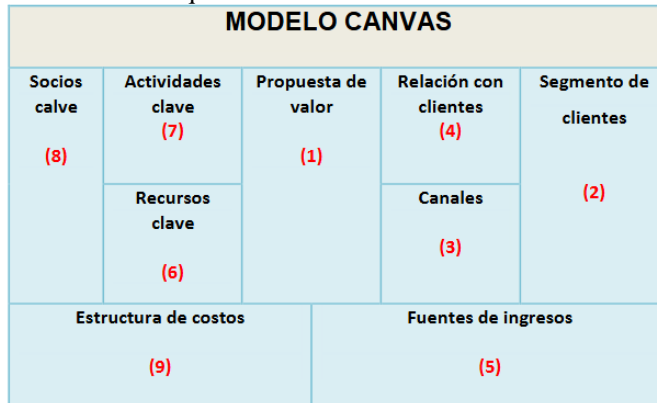 MODELO CANVAS
Socios
calve
(8)
Actividades
clave
(7)
Recursos
clave
(6)
Propuesta de
valor
(1)
Relación con
clientes
(4)
Canales
(3)
Segmento de
clientes
(2)
Estructura de costos
(9)
Fuentes de ingresos
(5)